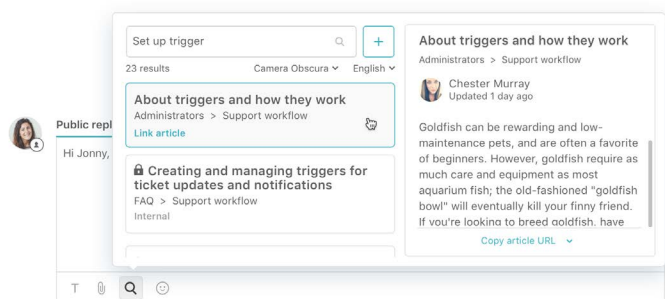 Set up trigger
+
23 results
Camera Obscura
English
About triggers and how they work
Administrators > Support workflow
Link article
Creating and managing triggers for
ticket updates and notifications
FAQ > Support workflow
Internal
About triggers and how they work
Administrators > Support workflow
Chester Murray
Updated 1 day ago
Goldfish can be rewarding and low-
maintenance pets, and are often a favorite
of beginners. However, goldfish require as
much care and equipment as most
aquarium fish; the old-fashioned "goldfish
bowl" will eventually kill your finny friend.
If you're looking to breed goldfish, have
Copy article URL
Public repl
Hi Jonny,
T